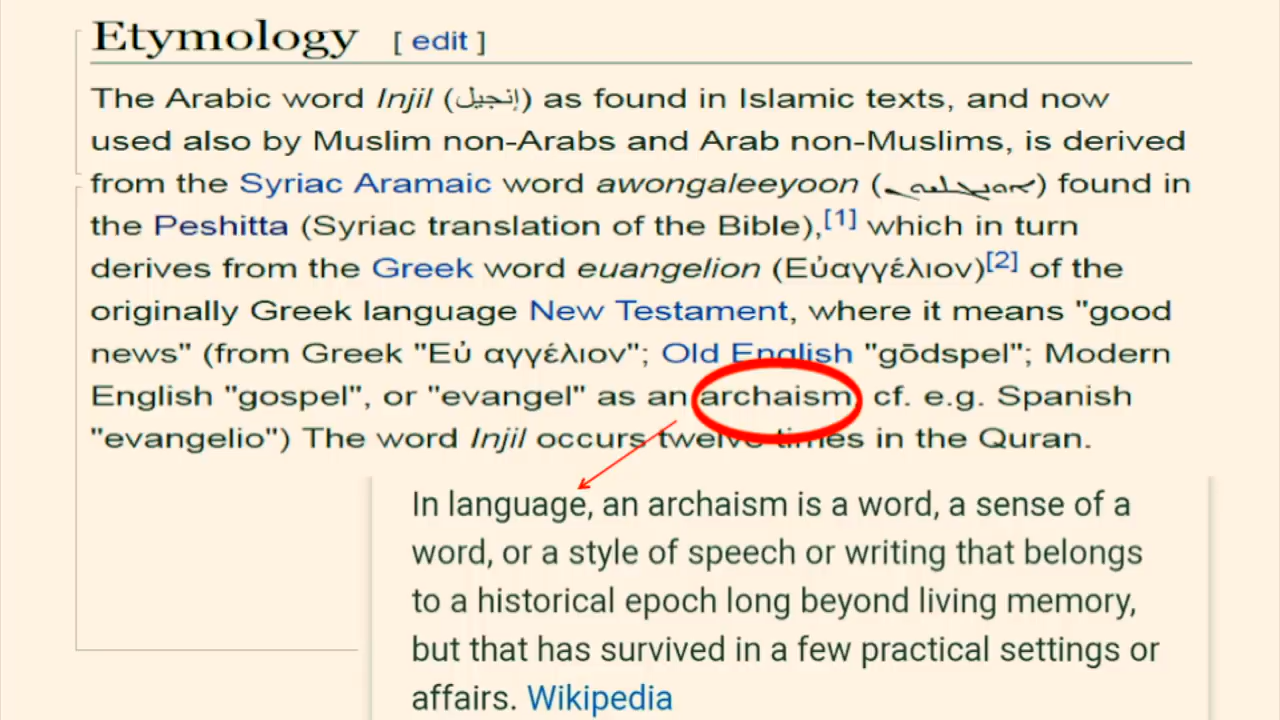 Etymology [ edit ]
The Arabic word Injil (إنجيل) as found in Islamic texts, and now
used also by Muslim non-Arabs and Arab non-Muslims, is derived
from the Syriac Aramaic word awongaleeyoon () found in
the Peshitta (Syriac translation of the Bible),[1] which in turn
derives from the Greek word euangelion (Εὐαγγέλιον)[2] of the
originally Greek language New Testament, where it means "good
news" (from Greek "Εὐ αγγέλιον"; Old English "gōdspel"; Modern
English "gospel", or "evangel" as an archaism cf. e.g. Spanish
"evangelio") The word Injil occurs twelve times in the Quran.
In language, an archaism is a word, a sense of a
word, or a style of speech or writing that belongs
to a historical epoch long beyond living memory,
but that has survived in a few practical settings or
affairs. Wikipedia